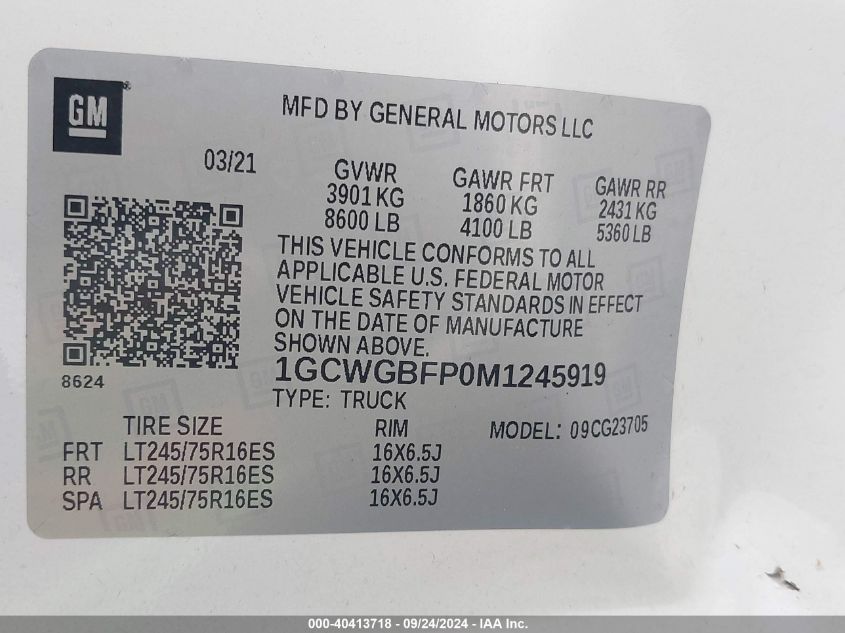 GM
MFD BY GENERAL MOTORS LLC
03/21
GVWR
3901 KG
8600 LB
GAWR FRT
1860 KG
4100 LB
GAWR RR
2431 KG
5360 LB
THIS VEHICLE CONFORMS TO ALL
APPLICABLE U.S. FEDERAL MOTOR
VEHICLE SAFETY STANDARDS IN EFFECT
ON THE DATE OF MANUFACTURE
SHOWN ABOVE.
8624
1GCWGBFP0M1245919
TYPE: TRUCK
TIRE SIZE RIM MODEL: 09CG23705
FRT LT245/75R16ES 16X6.5J
RR LT245/75R16ES 16X6.5J
SPA LT245/75R16ES 16X6.5J
000-40413718 - 09/24/2024 - IAA Inc.